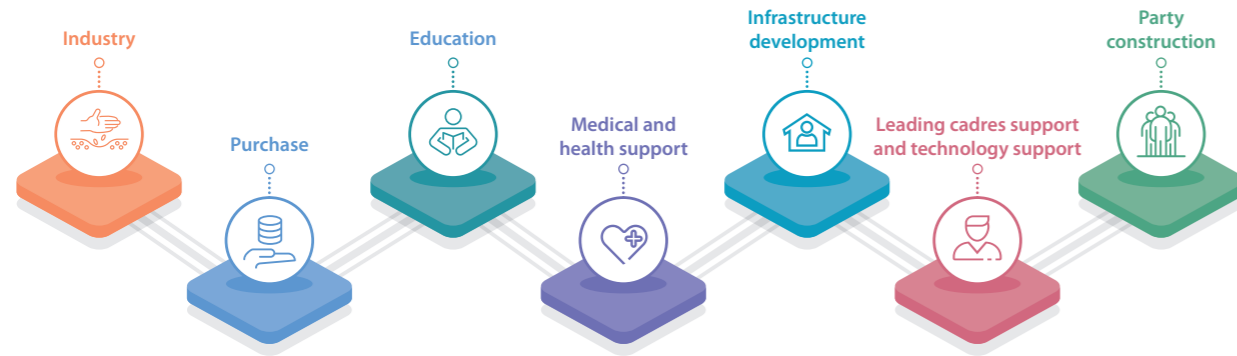 Industry
Purchase
Education
Medical and
health support
Infrastructure
development
Leading cadres support
and technology support
Party
construction